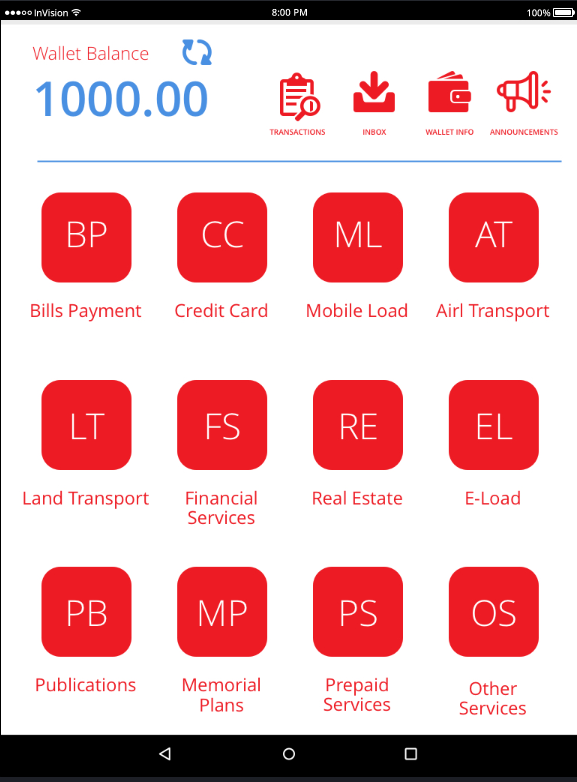 InVision 8:00 PM 100%
Wallet Balance
1000.00
TRANSACTIONS INBOX WALLET INFO ANNOUNCEMENTS
BP CC ML AT
Bills Payment Credit Card Mobile Load Airl Transport
LT FS RE EL
Land Transport Financial Real Estate E-Load
Services
PB MP PS OS
Publications Memorial Prepaid Other
Plans Services Services